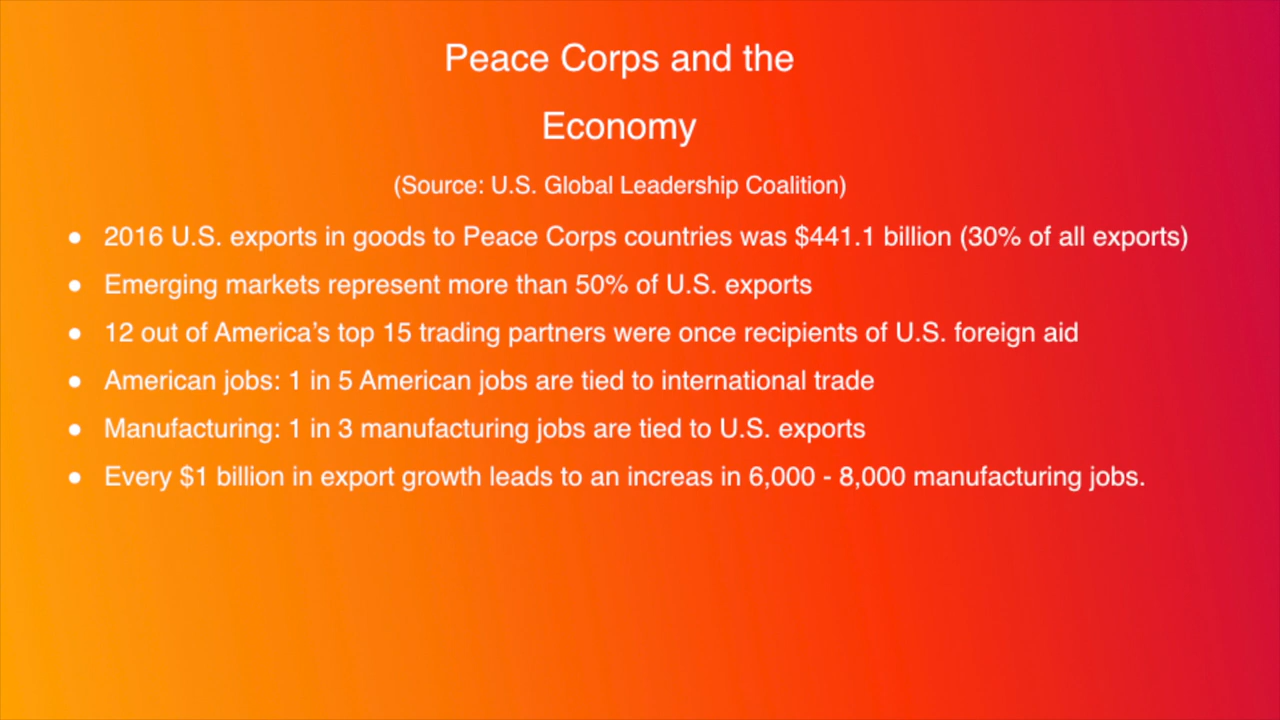 Peace Corps and the
Economy
(Source: U.S. Global Leadership Coalition)
● 2016 U.S. exports in goods to Peace Corps countries was $441.1 billion (30% of all exports)
● Emerging markets represent more than 50% of U.S. exports
● 12 out of America’s top 15 trading partners were once recipients of U.S. foreign aid
● American jobs: 1 in 5 American jobs are tied to international trade
● Manufacturing: 1 in 3 manufacturing jobs are tied to U.S. exports
● Every $1 billion in export growth leads to an increas in 6,000 - 8,000 manufacturing jobs.